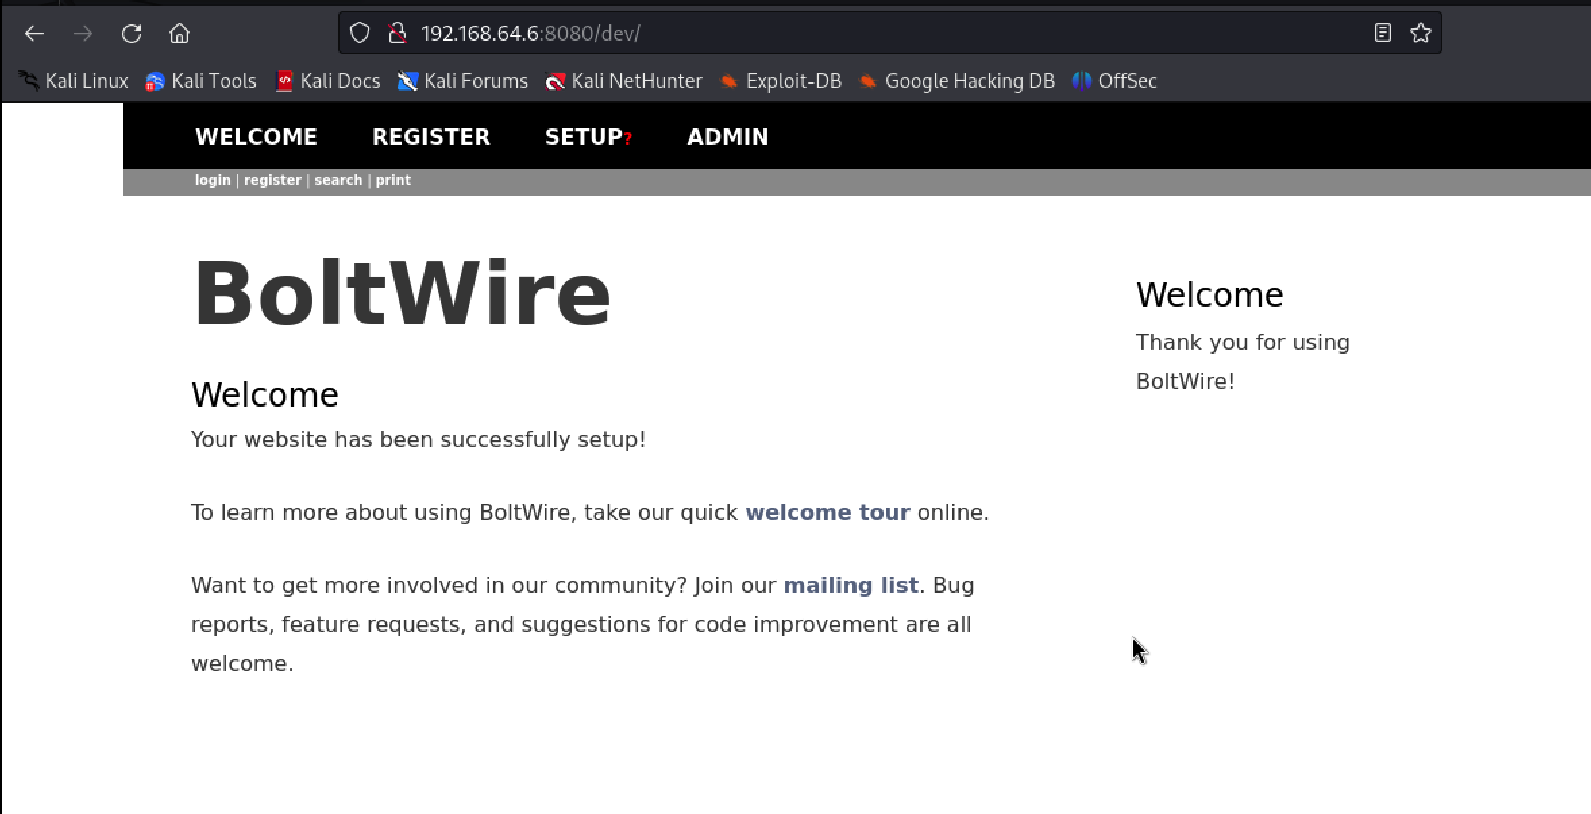 192.168.64.6:8080/dev/
Kali Linux Kali Tools Kali Docs Kali Forums Kali NetHunter Exploit-DB Google Hacking DB OffSec
WELCOME REGISTER SETUP? ADMIN
login | register | search | print
BoltWire
Welcome
Your website has been successfully setup!
To learn more about using BoltWire, take our quick welcome tour online.
Want to get more involved in our community? Join our mailing list. Bug
reports, feature requests, and suggestions for code improvement are all
welcome.
Welcome
Thank you for using
BoltWire!